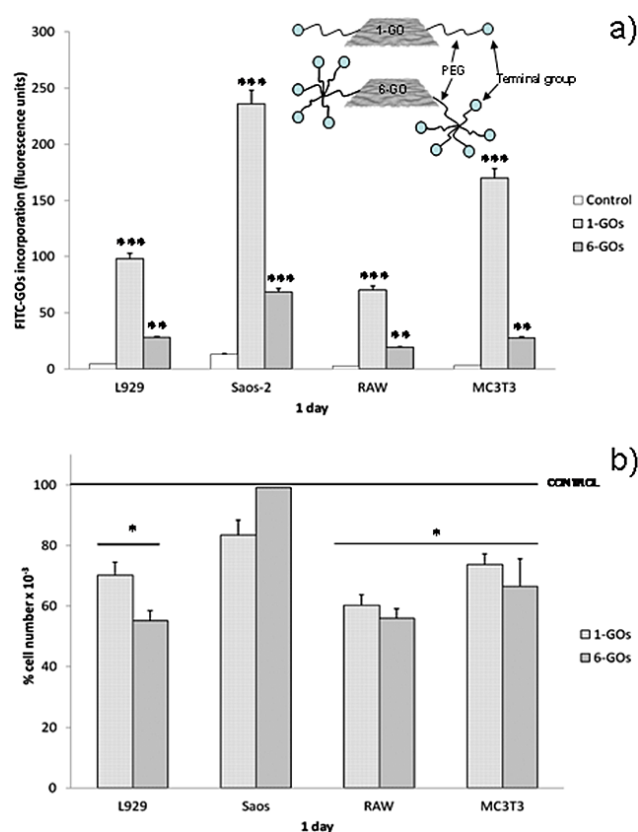 a)
300
250
200
150
100
50
0
FITC-GOs incorporation (fluorescence units)
1-GO
6-GO
PEG
Terminal group
***
***
***
***
***
**
**
**
Control
1-GOs
6-GOs
L929 Saos-2 RAW MC3T3
1 day
b)
100
80
60
40
20
0
% cell number x 10-3
CONTROL
*
*
1-GOs
6-GOs
L929 Saos RAW MC3T3
1 day